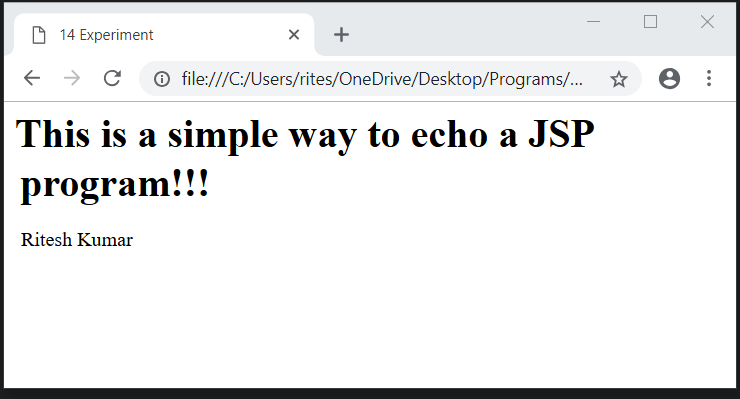 14 Experiment
file:///C:/Users/rites/OneDrive/Desktop/Programs/...
This is a simple way to echo a JSP
program!!!
Ritesh Kumar